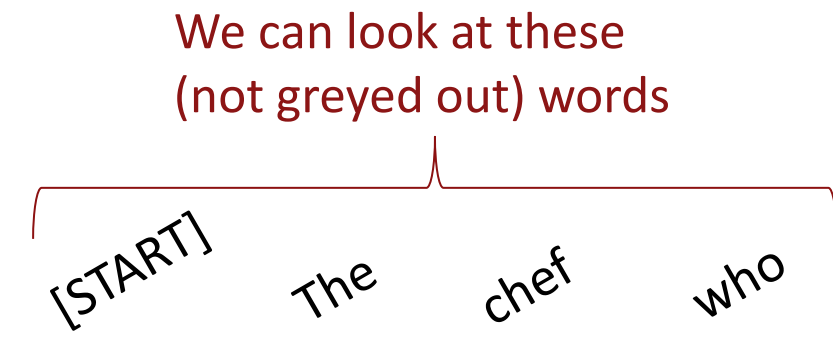 We can look at these
(not greyed out) words
[START] The chef who